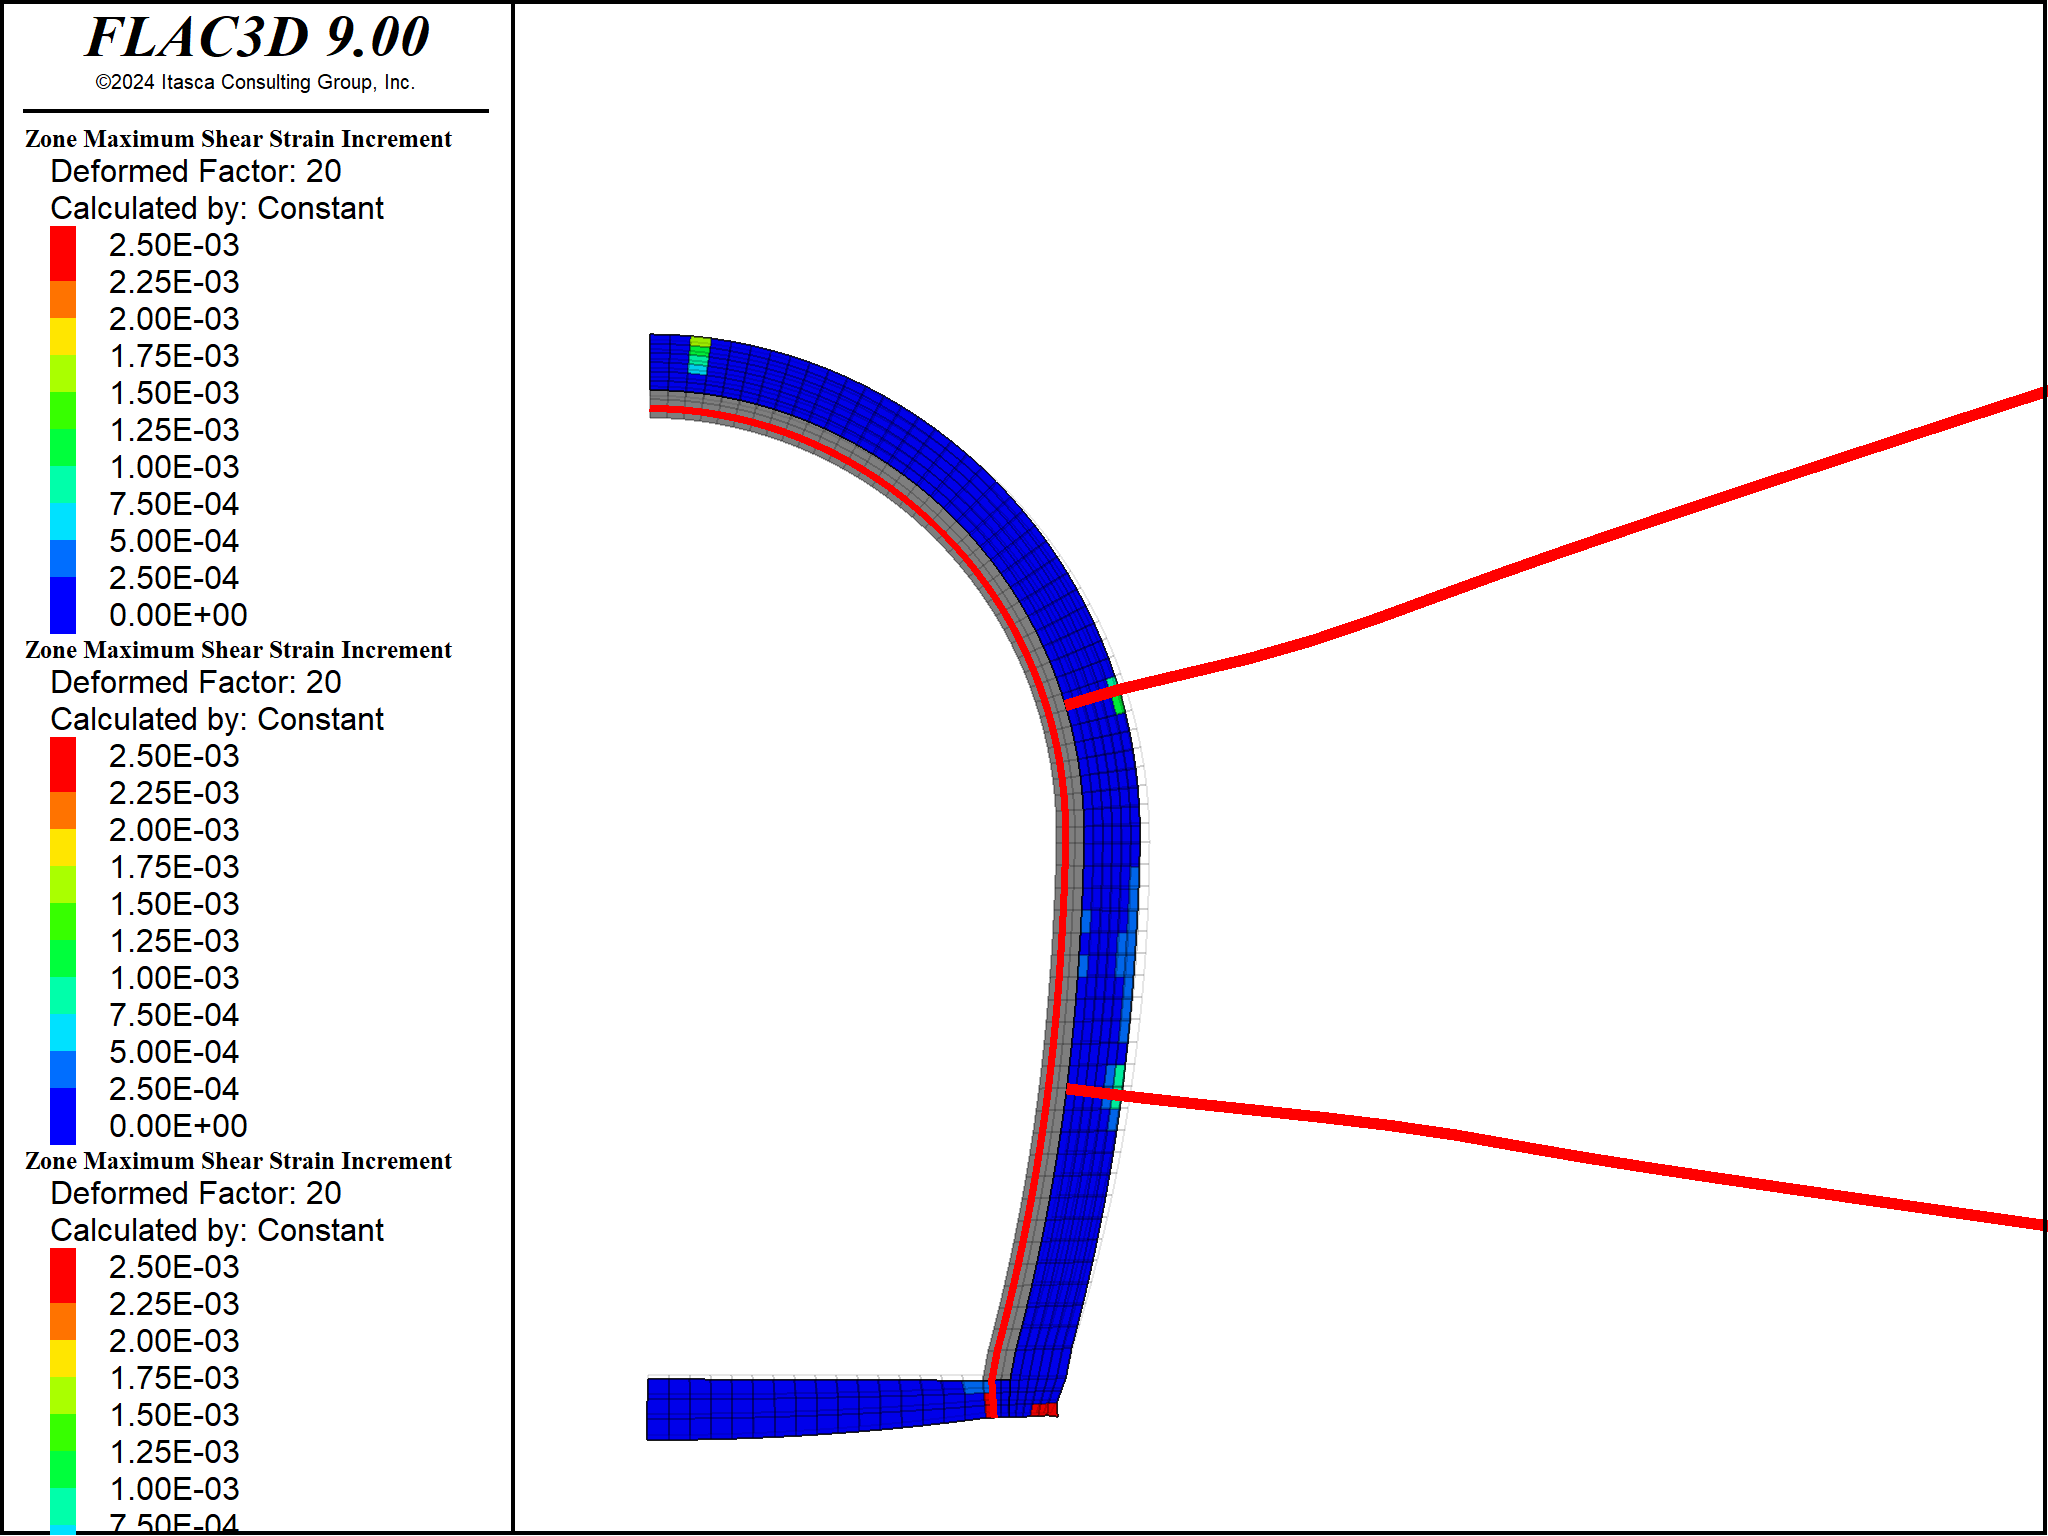 FLAC3D 9.00
©2024 Itasca Consulting Group, Inc.
Zone Maximum Shear Strain Increment
Deformed Factor: 20
Calculated by: Constant
2.50E-03
2.25E-03
2.00E-03
1.75E-03
1.50E-03
1.25E-03
1.00E-03
7.50E-04
5.00E-04
2.50E-04
0.00E+00
Zone Maximum Shear Strain Increment
Deformed Factor: 20
Calculated by: Constant
2.50E-03
2.25E-03
2.00E-03
1.75E-03
1.50E-03
1.25E-03
1.00E-03
7.50E-04
5.00E-04
2.50E-04
0.00E+00
Zone Maximum Shear Strain Increment
Deformed Factor: 20
Calculated by: Constant
2.50E-03
2.25E-03
2.00E-03
1.75E-03
1.50E-03
1.25E-03
1.00E-03
7.50E-04